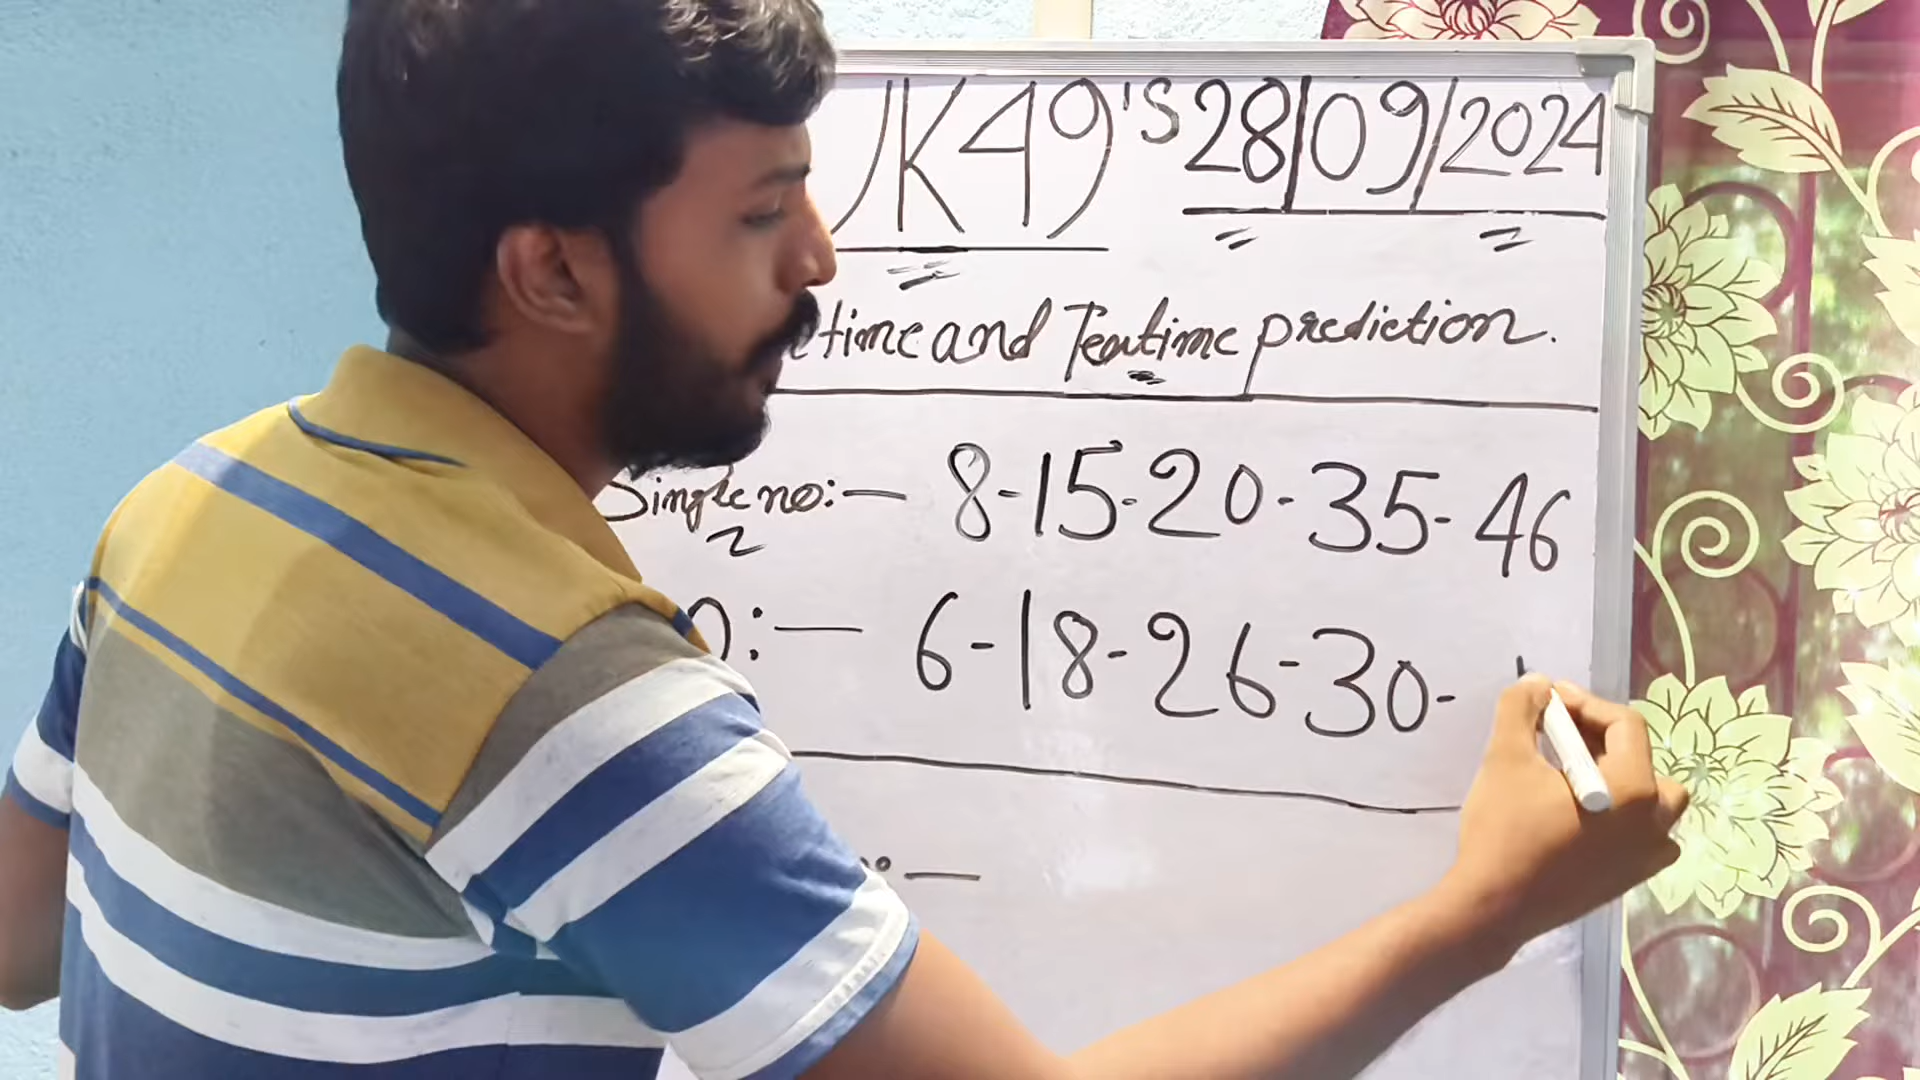 UK49's 28/09/2024
time and Teatime prediction.
Single no:— 8-15-20-35-46
:— 6-18-26-30-
:—